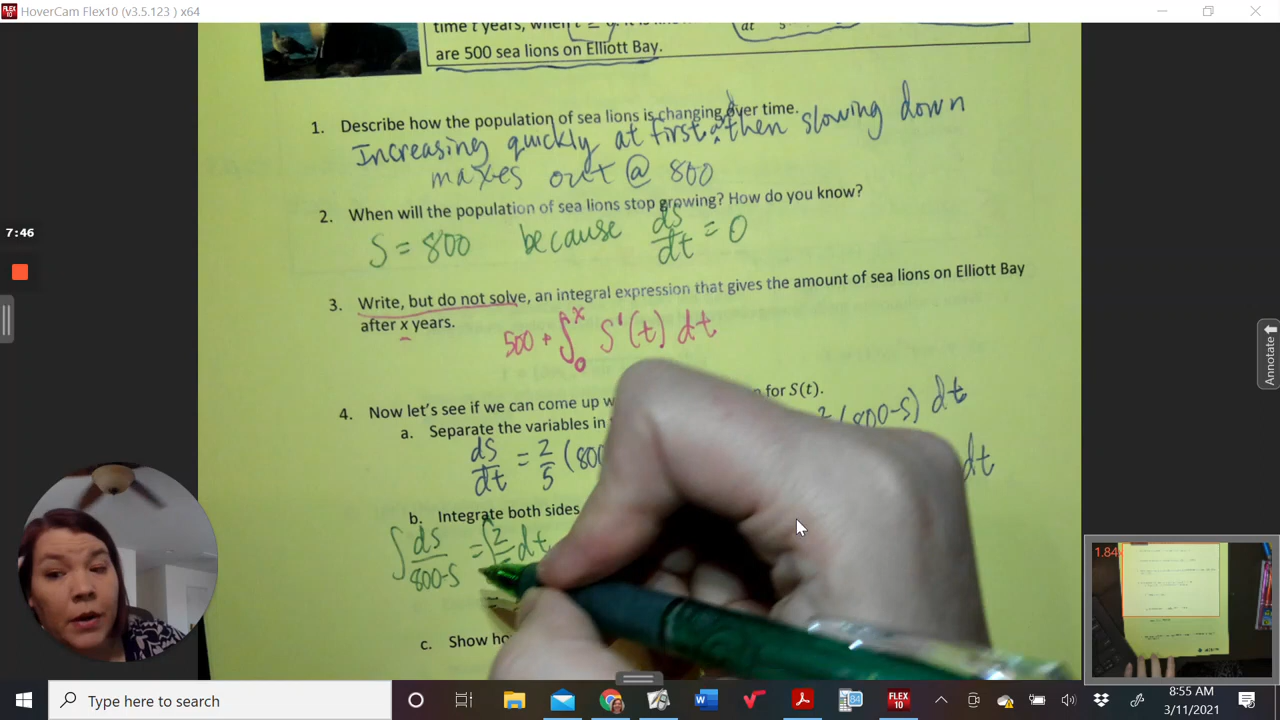 HoverCam Flex10 (v3.5.123 ) x64
are 500 sea lions on Elliott Bay.
1. Describe how the population of sea lions is changing over time.
Increasing quickly at first, then slowing down
maxes out @ 800
2. When will the population of sea lions stop growing? How do you know?
S = 800 because dS/dt = 0
3. Write, but do not solve, an integral expression that gives the amount of sea lions on Elliott Bay
after x years.
500 + ∫₀ˣ S'(t) dt
4. Now let's see if we can come up for S(t).
a. Separate the variables in
dS/dt = 2/5 (800
(800-S) dt
dt
b. Integrate both sides
∫ dS/800-S = ∫ 2 dt
c. Show
7:46
Annotate
1.84x
Type here to search
8:55 AM
3/11/2021